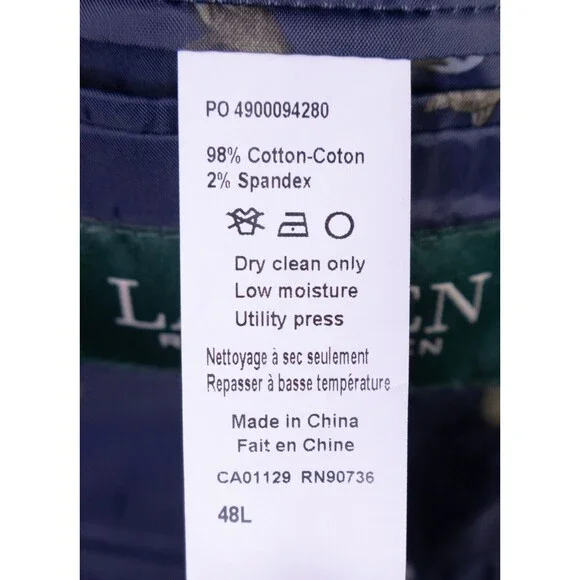 PO 4900094280
98% Cotton-Coton
2% Spandex
Dry clean only
Low moisture
Utility press
Nettoyage à sec seulement
Repasser à basse température
Made in China
Fait en Chine
CA01129 RN90736
48L